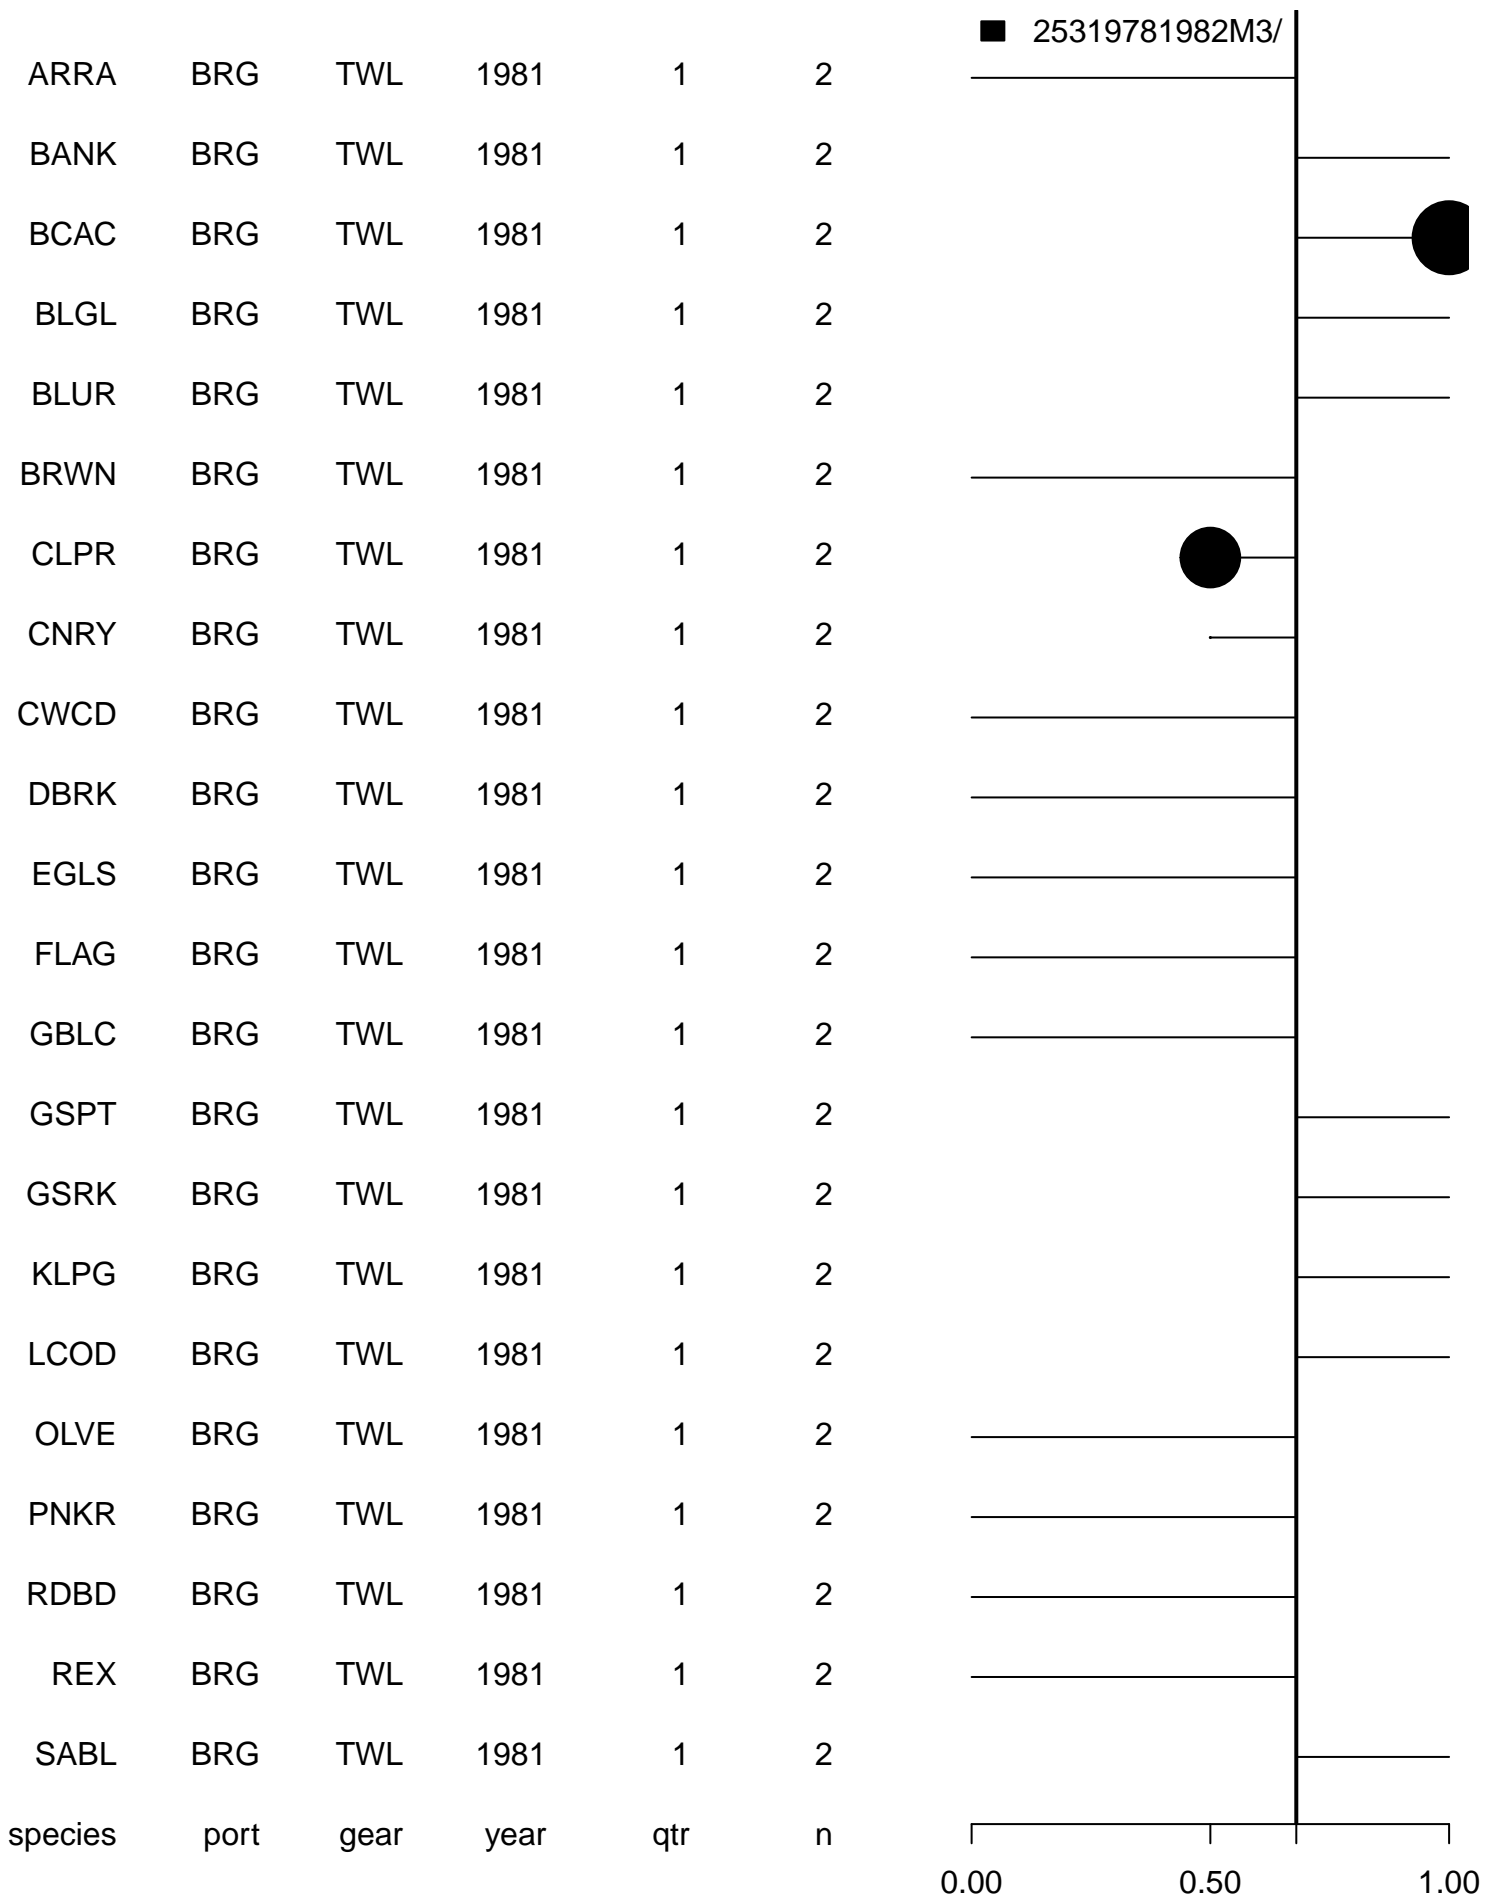 25319781982M3/
ARRA BRG TWL 1981 1 2
BANK BRG TWL 1981 1 2
BCAC BRG TWL 1981 1 2
BLGL BRG TWL 1981 1 2
BLUR BRG TWL 1981 1 2
BRWN BRG TWL 1981 1 2
CLPR BRG TWL 1981 1 2
CNRY BRG TWL 1981 1 2
CWCD BRG TWL 1981 1 2
DBRK BRG TWL 1981 1 2
EGLS BRG TWL 1981 1 2
FLAG BRG TWL 1981 1 2
GBLC BRG TWL 1981 1 2
GSPT BRG TWL 1981 1 2
GSRK BRG TWL 1981 1 2
KLPG BRG TWL 1981 1 2
LCOD BRG TWL 1981 1 2
OLVE BRG TWL 1981 1 2
PNKR BRG TWL 1981 1 2
RDBD BRG TWL 1981 1 2
REX BRG TWL 1981 1 2
SABL BRG TWL 1981 1 2
species port gear year qtr n
0.00 0.50 1.00